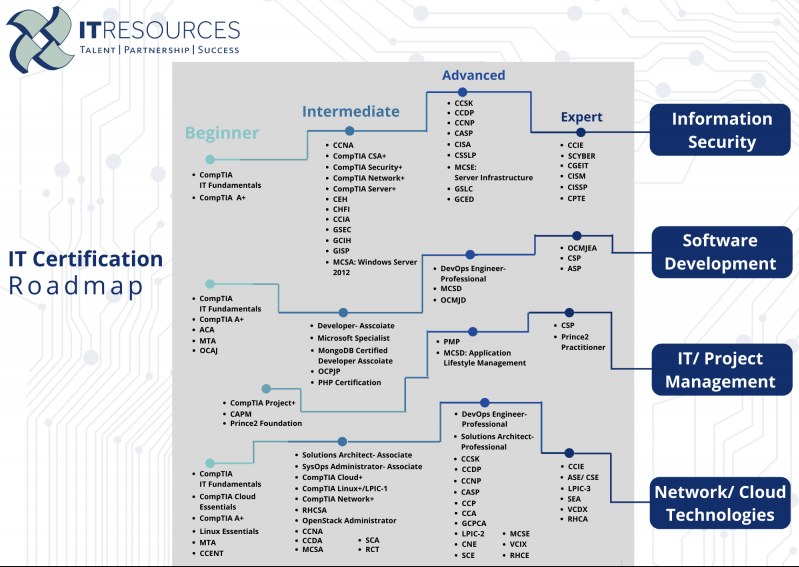 ITRESOURCES
TALENT | PARTNERSHIP | SUCCESS
IT Certification
Roadmap
Beginner
Intermediate
Advanced
Expert
Information
Security
• CompTIA
IT Fundamentals
• CompTIA A+
• CCNA
• CompTIA CSA+
• CompTIA Security+
• CompTIA Network+
• CompTIA Server+
• CEH
• CHFI
• CCIA
• GSEC
• GCIH
• GISP
• MCSA: Windows Server
2012
• CCSK
• CCDP
• CCNP
• CASP
• CISA
• CSSLP
• MCSE:
Server Infrastructure
• GSLC
• GCED
• CCIE
• SCYBER
• CGEIT
• CISM
• CISSP
• CPTE
Software
Development
• CompTIA
IT Fundamentals
• CompTIA A+
• ACA
• MTA
• OCAJ
• Developer- Asscoiate
• Microsoft Specialist
• MongoDB Certified
Developer Asscoiate
• OCPJP
• PHP Certification
• DevOps Engineer-
Professional
• MCSD
• OCMJD
• OCMJEA
• CSP
• ASP
IT/ Project
Management
• CompTIA Project+
• CAPM
• Prince2 Foundation
• PMP
• MCSD: Application
Lifestyle Management
• CSP
• Prince2
Practitioner
Network/ Cloud
Technologies
• CompTIA
IT Fundamentals
• CompTIA Cloud
Essentials
• CompTIA A+
• Linux Essentials
• MTA
• CCENT
• Solutions Architect- Associate
• SysOps Administrator- Associate
• CompTIA Cloud+
• CompTIA Linux+/LPIC-1
• CompTIA Network+
• RHCSA
• OpenStack Administrator
• CCNA
• CCDA
• MCSA
• SCA
• RCT
• DevOps Engineer-
Professional
• Solutions Architect-
Professional
• CCSK
• CCDP
• CCNP
• CASP
• CCP
• CCA
• GCPCA
• LPIC-2
• CNE
• SCE
• MCSE
• VCIX
• RHCE
• CCIE
• ASE/ CSE
• LPIC-3
• SEA
• VCDX
• RHCA